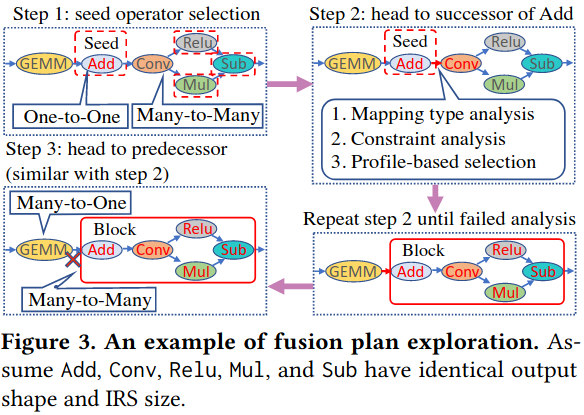 Step 1: seed operator selection
Seed
GEMM Add Conv Relu Mul Sub
One-to-One Many-to-Many
Step 2: head to successor of Add
Seed
GEMM Add Conv Relu Mul Sub
1. Mapping type analysis
2. Constraint analysis
3. Profile-based selection
Repeat step 2 until failed analysis
Block
GEMM Add Conv Relu Mul Sub
Step 3: head to predecessor
(similar with step 2)
Many-to-One
Block
GEMM Add Conv Relu Mul Sub
Many-to-Many
Figure 3. An example of fusion plan exploration. As-
sume Add, Conv, Relu, Mul, and Sub have identical output
shape and IRS size.